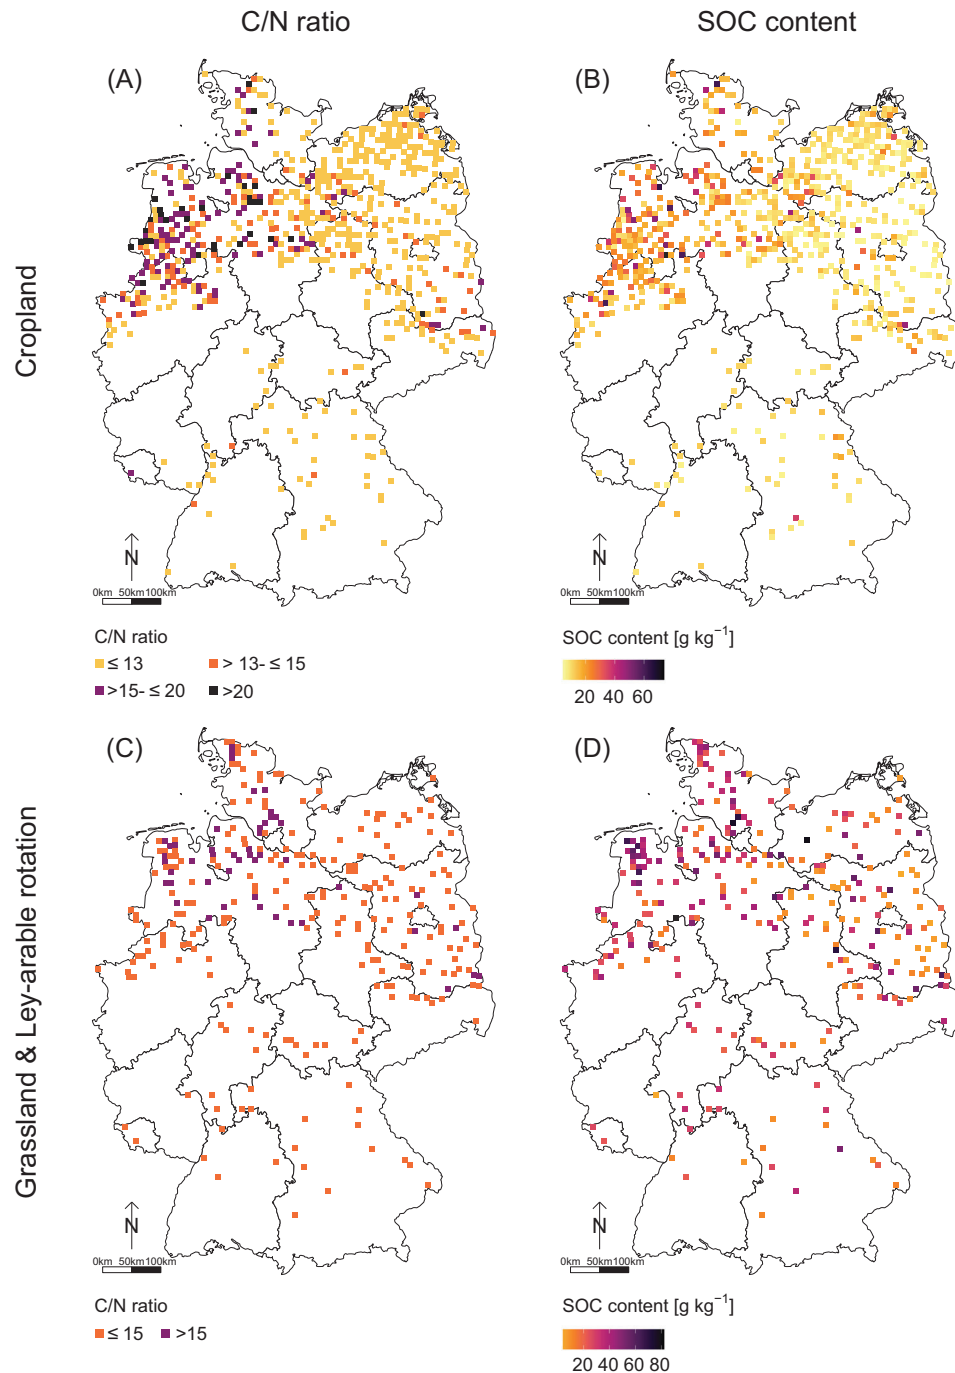 C/N ratio
SOC content
Cropland
(A)
(B)
N
0km 50km100km
N
0km 50km100km
C/N ratio
≤ 13
> 13- ≤ 15
>15- ≤ 20
>20
SOC content [g kg⁻¹]
20 40 60
Grassland & Ley-arable rotation
(C)
(D)
N
0km 50km100km
N
0km 50km100km
C/N ratio
≤ 15
>15
SOC content [g kg⁻¹]
20 40 60 80